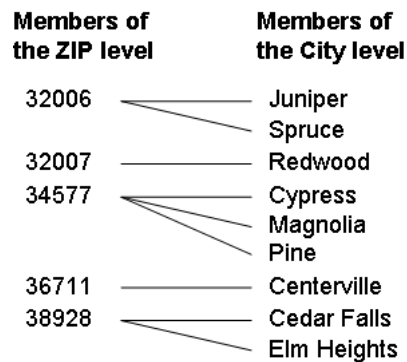 Members of the ZIP level
Members of the City level
32006
Juniper
Spruce
32007
Redwood
34577
Cypress
Magnolia
Pine
36711
Centerville
38928
Cedar Falls
Elm Heights